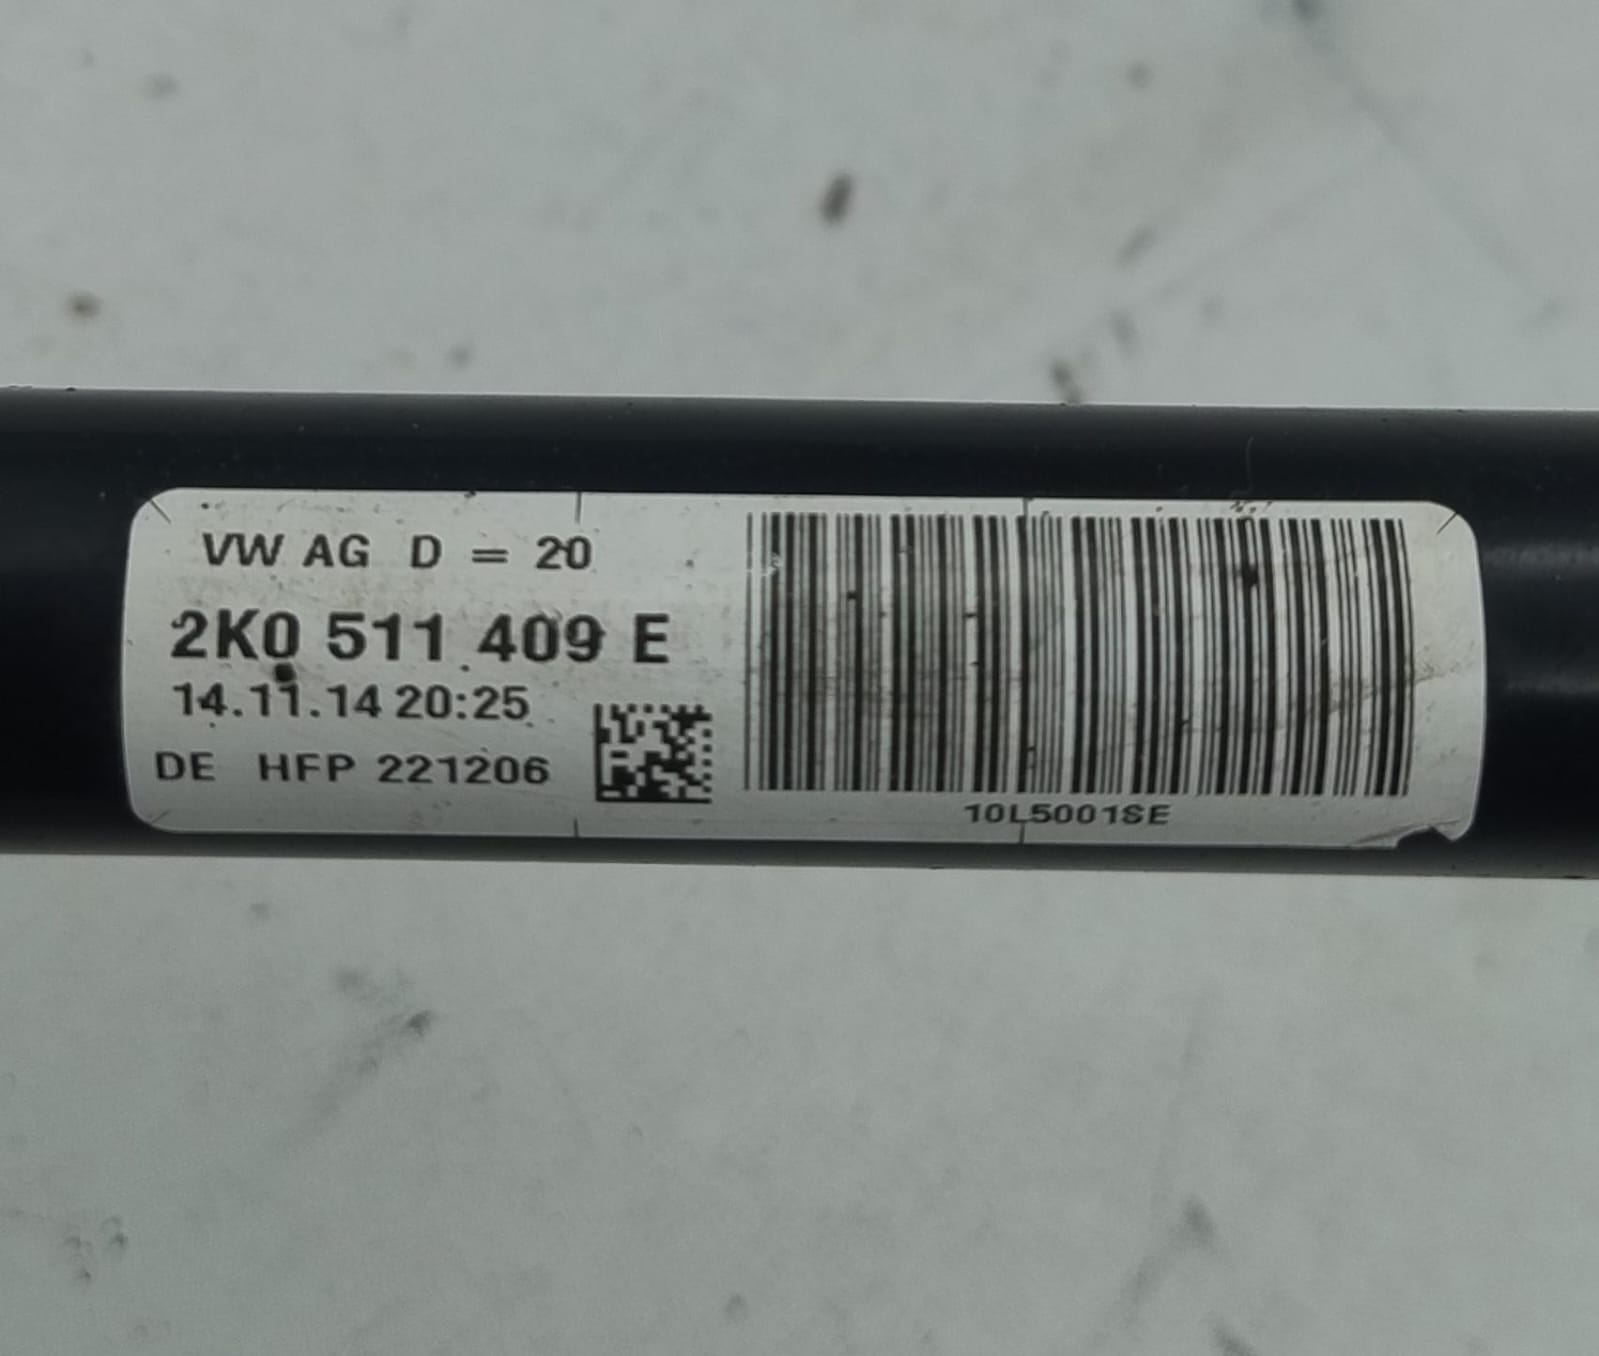 VW AG D = 20
2K0 511 409 E
14.11.14 20:25
DE HFP 221206
10L5001SE